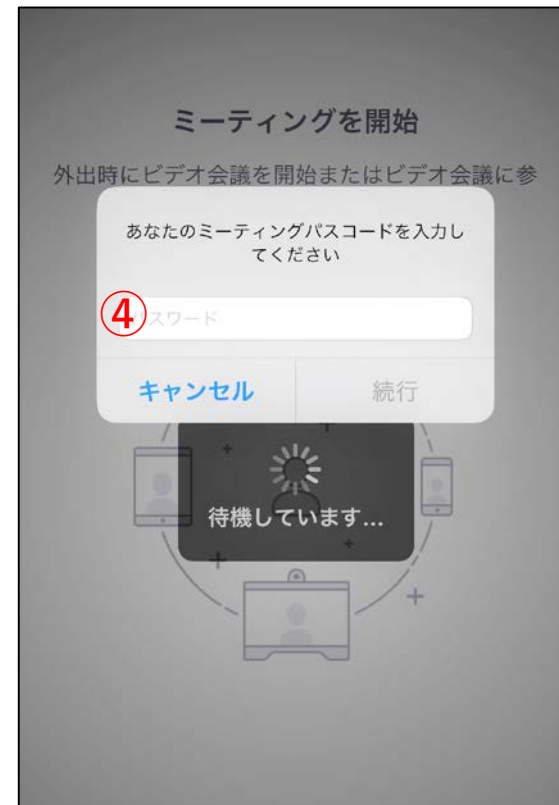 ミーティングを開始
外出時にビデオ会議を開始またはビデオ会議に参
あなたのミーティングパスコードを入力し
てください
④
スワード
キャンセル
続行
待機しています...